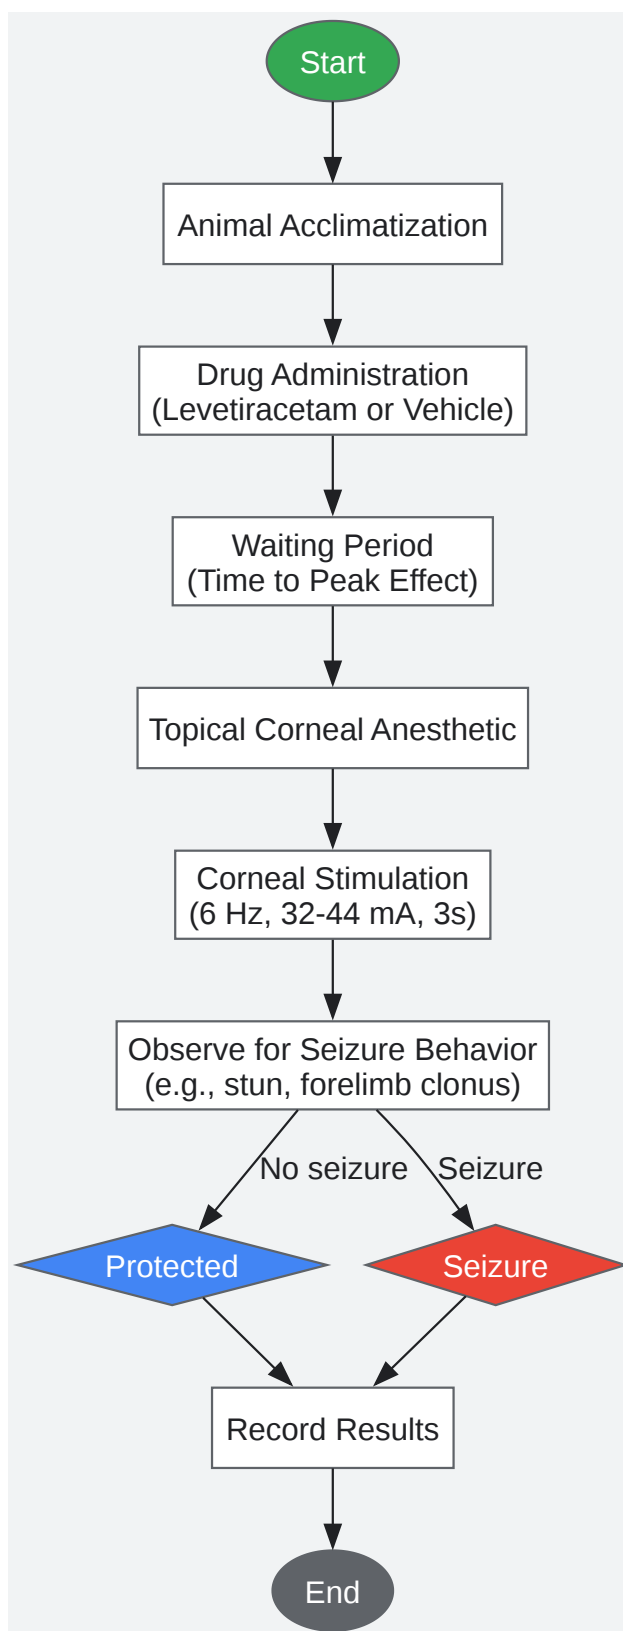 Start
Animal Acclimatization
Drug Administration
(Levetiracetam or Vehicle)
Waiting Period
(Time to Peak Effect)
Topical Corneal Anesthetic
Corneal Stimulation
(6 Hz, 32-44 mA, 3s)
Observe for Seizure Behavior
(e.g., stun, forelimb clonus)
No seizure
Seizure
Protected
Seizure
Record Results
End